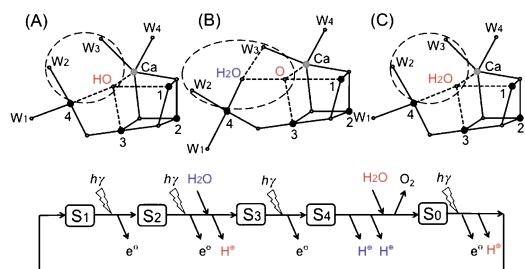 (A) (B) (C)
W₄ W₄ W₄
W₃ W₃ W₃
W₂ HO Ca W₂ H₂O O Ca W₂ H₂O Ca
W₁ 4 3 1 2 W₁ 4 3 1 2 W₁ 4 3 1 2
hγ hγ H₂O hγ H₂O O₂ hγ
S₁ S₂ S₃ S₄ S₀
e⊖ e⊖ H⊕ e⊖ H⊕ H⊕ e⊖ H⊕